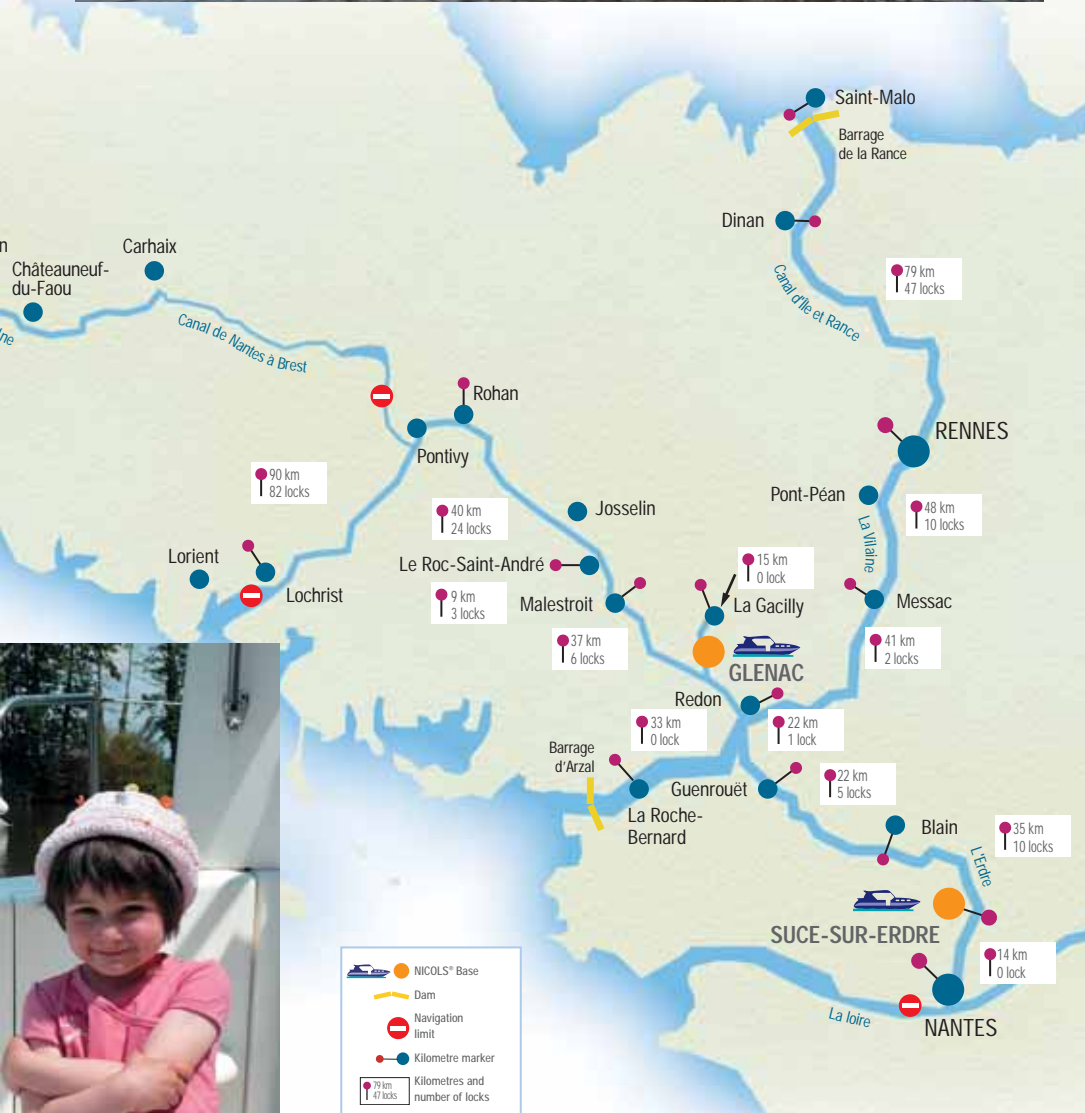 Saint-Malo
Barrage
de la Rance
Dinan
79 km
47 locks
Canal d'Ile et Rance
n
Châteauneuf-
du-Faou
Carhaix
lne
Canal de Nantes à Brest
Rohan
Pontivy
RENNES
90 km
82 locks
40 km
24 locks
Josselin
Pont-Péan
48 km
10 locks
La Vilaine
Lorient
Lochrist
Le Roc-Saint-André
9 km
3 locks
Malestroit
15 km
0 lock
La Gacilly
Messac
37 km
6 locks
41 km
2 locks
GLENAC
Redon
33 km
0 lock
22 km
1 lock
Barrage
d'Arzal
Guenrouët
22 km
5 locks
La Roche-
Bernard
Blain
35 km
10 locks
L'Erdre
SUCE-SUR-ERDRE
14 km
0 lock
La loire
NANTES
NICOLS® Base
Dam
Navigation
limit
Kilometre marker
79 km
47 locks
Kilometres and
number of locks